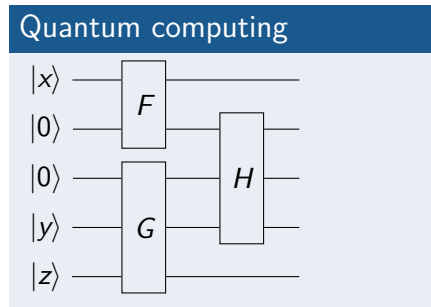 Quantum computing
|x⟩
F
|0⟩
|0⟩
H
|y⟩
G
|z⟩